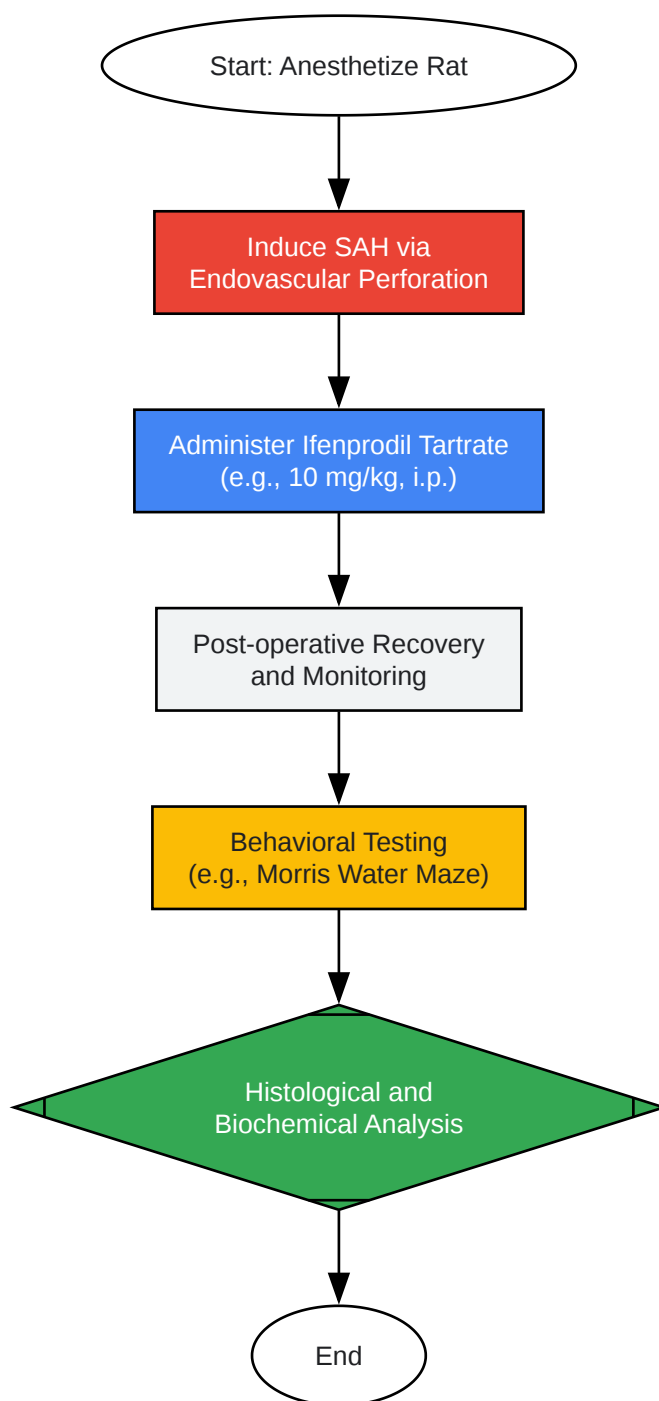 Start: Anesthetize Rat
Induce SAH via
Endovascular Perforation
Administer Ifenprodil Tartrate
(e.g., 10 mg/kg, i.p.)
Post-operative Recovery
and Monitoring
Behavioral Testing
(e.g., Morris Water Maze)
Histological and
Biochemical Analysis
End